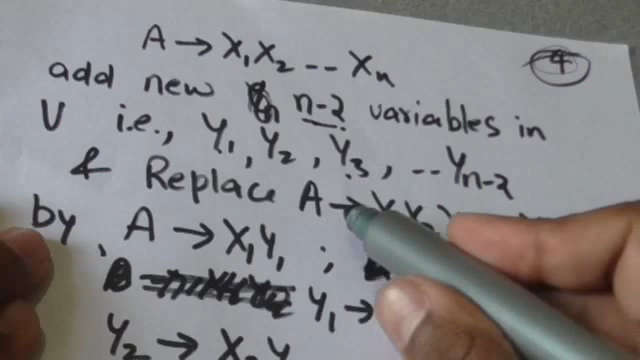 A → X₁X₂ -- Xₙ
4
add new n-2 variables in
V i.e., Y₁, Y₂, Y₃, -- Yₙ₋₂
& Replace A →
by, A → X₁Y₁ ;
Y₁ →
Y₂ →